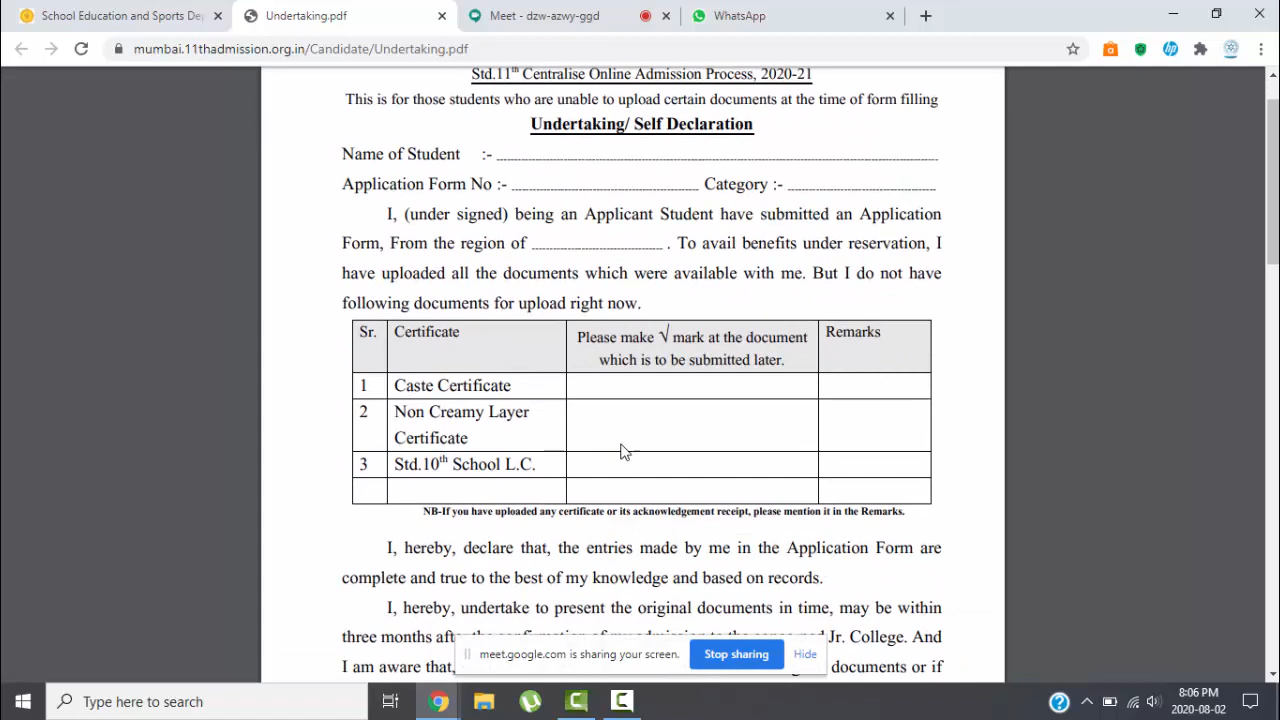 School Education and Sports Dep
Undertaking.pdf
Meet - dzw-azwy-ggd
WhatsApp
mumbai.11thadmission.org.in/Candidate/Undertaking.pdf
Std.11th Centralise Online Admission Process, 2020-21
This is for those students who are unable to upload certain documents at the time of form filling
Undertaking/ Self Declaration
Name of Student :-
Application Form No :- Category :-
I, (under signed) being an Applicant Student have submitted an Application
Form, From the region of . To avail benefits under reservation, I
have uploaded all the documents which were available with me. But I do not have
following documents for upload right now.
Sr. Certificate Please make √ mark at the document Remarks
which is to be submitted later.
1 Caste Certificate
2 Non Creamy Layer
Certificate
3 Std.10th School L.C.
NB-If you have uploaded any certificate or its acknowledgement receipt, please mention it in the Remarks.
I, hereby, declare that, the entries made by me in the Application Form are
complete and true to the best of my knowledge and based on records.
I, hereby, undertake to present the original documents in time, may be within
three months Jr. College. And
I am aware that, documents or if
meet.google.com is sharing your screen. Stop sharing Hide
Type here to search
hp
8:06 PM
2020-08-02